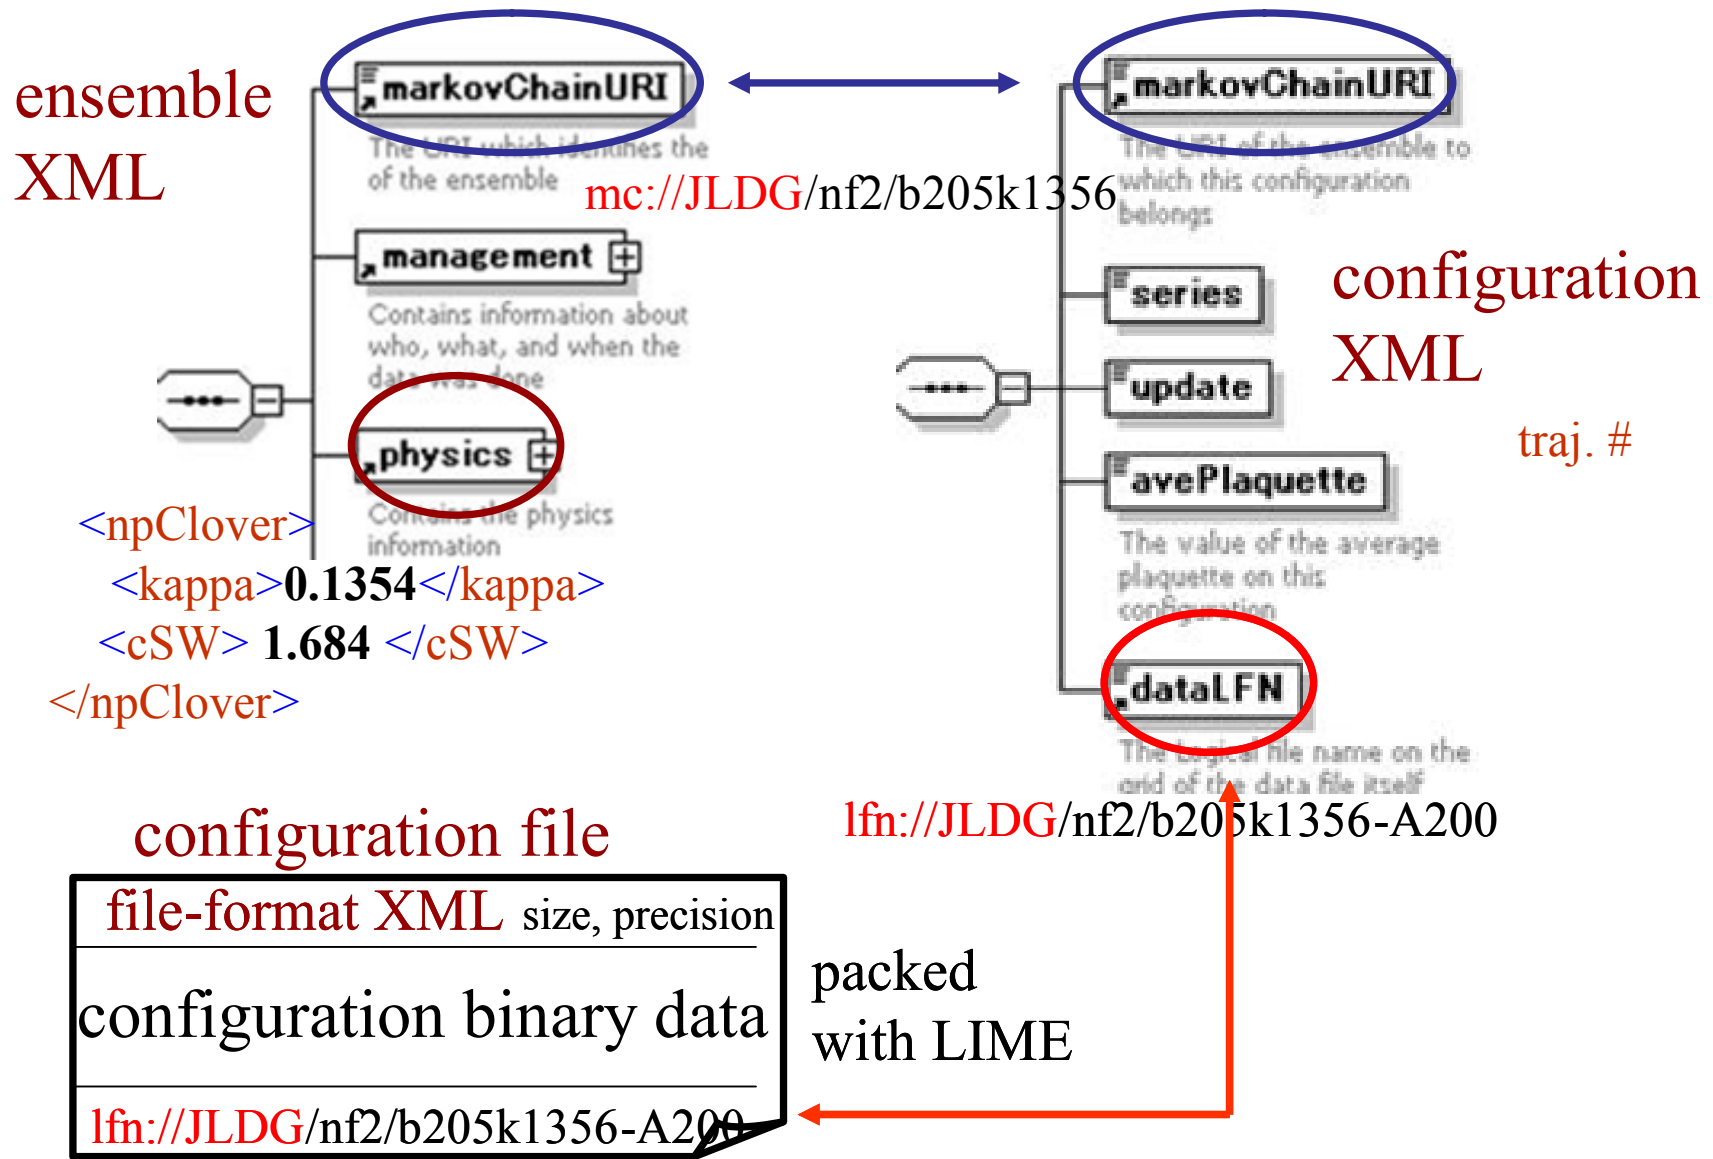 ensemble
XML
markovChainURI
The URI which identifies the
of the ensemble
management
Contains information about
who, what, and when the
data was done
physics
Contains the physics
information
<npClover>
<kappa>0.1354</kappa>
<cSW> 1.684 </cSW>
</npClover>
mc://JLDG/nf2/b205k1356
markovChainURI
The URI of the ensemble to
which this configuration
belongs
series
update
avePlaquette
The value of the average
plaquette on this
configuration
dataLFN
The Logical file name on the
grid of the data file itself
configuration
XML
traj. #
lfn://JLDG/nf2/b205k1356-A200
configuration file
file-format XML size, precision
configuration binary data
lfn://JLDG/nf2/b205k1356-A200
packed
with LIME